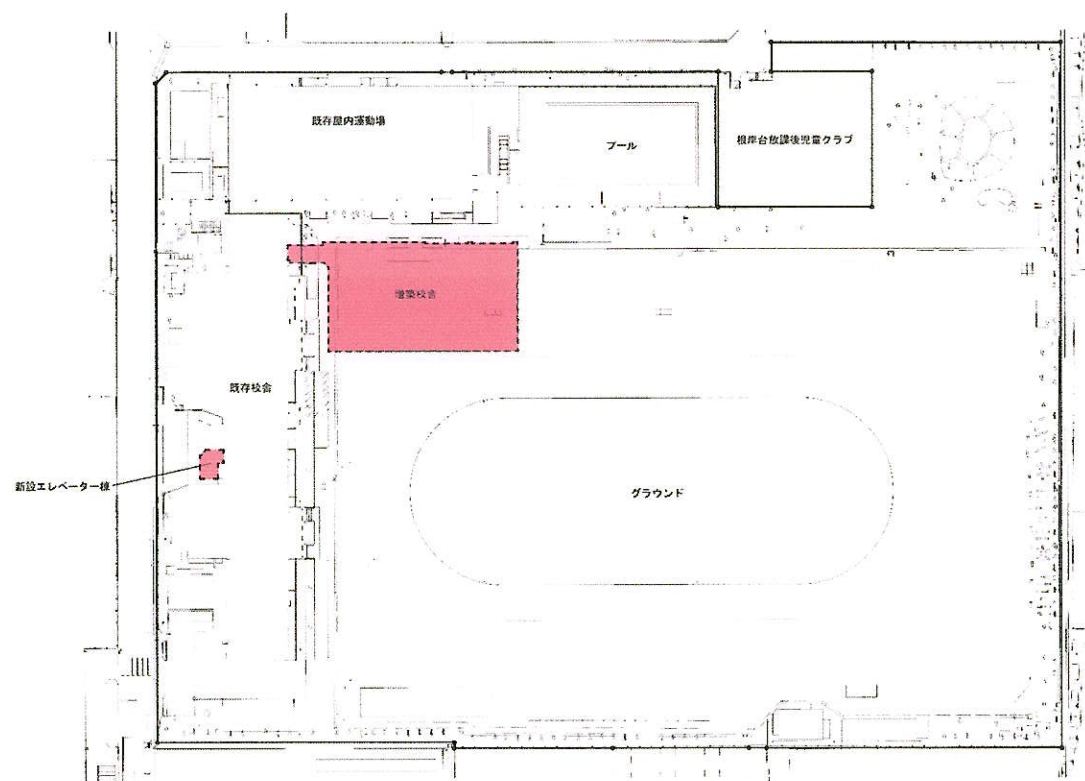 既存屋内運動場
プール
根岸台放課後児童クラブ
増築校舎
既存校舎
新設エレベーター棟
グラウンド